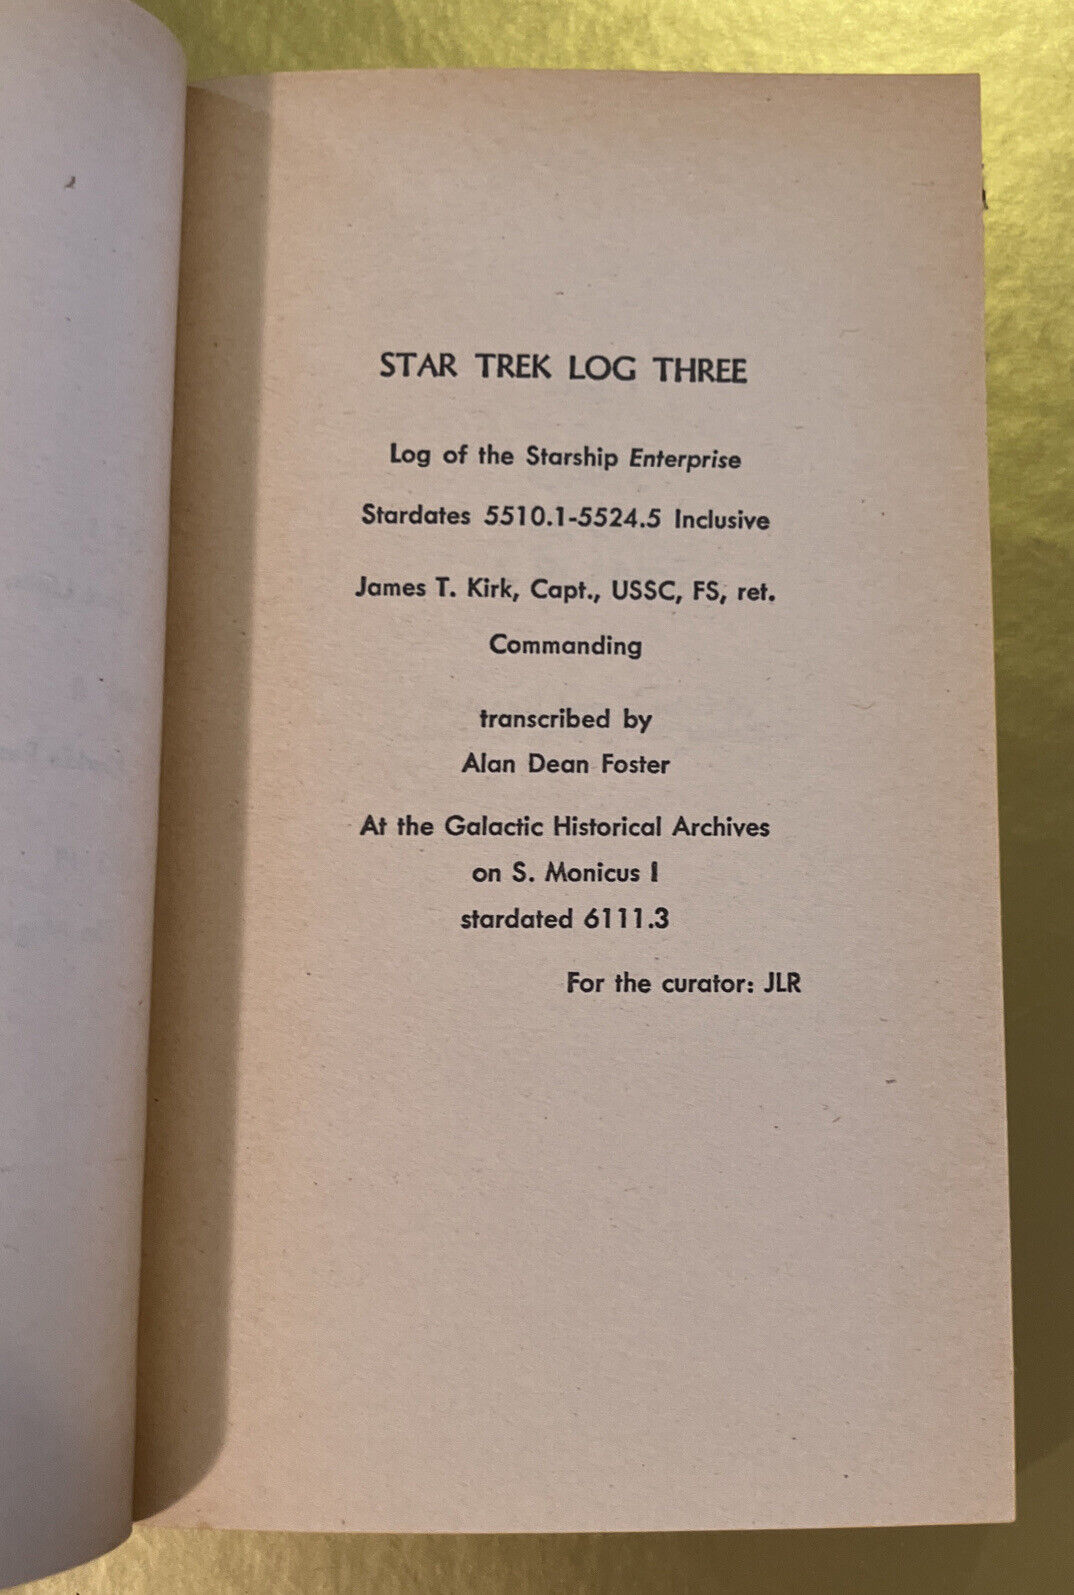 STAR TREK LOG THREE
Log of the Starship Enterprise
Stardates 5510.1-5524.5 Inclusive
James T. Kirk, Capt., USSC, FS, ret.
Commanding
transcribed by
Alan Dean Foster
At the Galactic Historical Archives
on S. Monicus I
stardated 6111.3
For the curator: JLR